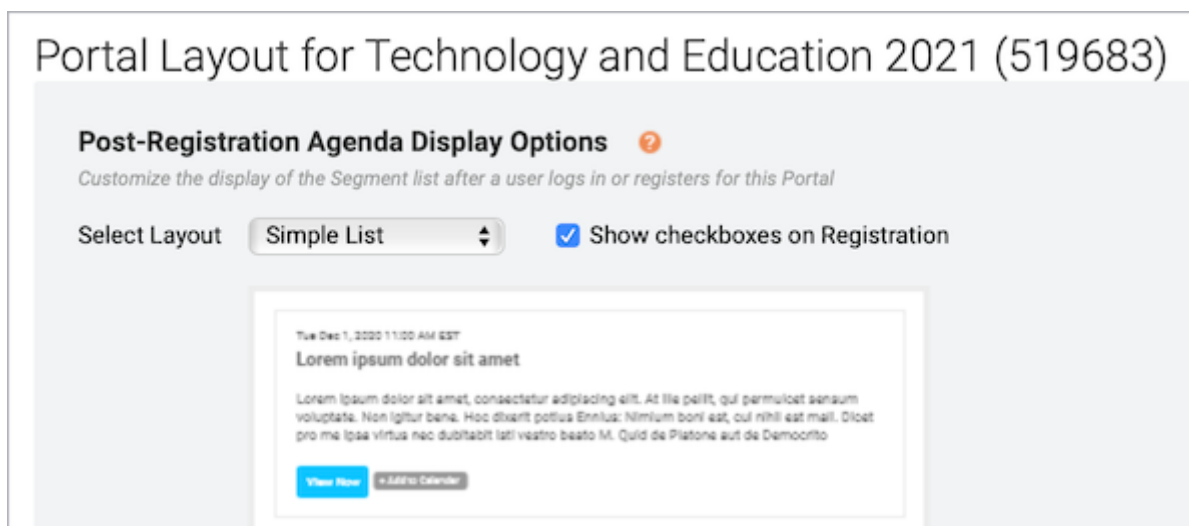 Portal Layout for Technology and Education 2021 (519683)
Post-Registration Agenda Display Options ?
Customize the display of the Segment list after a user logs in or registers for this Portal
Select Layout Simple List Show checkboxes on Registration
Tue Dec 1, 2020 11:00 AM EST
Lorem ipsum dolor sit amet
Lorem ipsum dolor sit amet, consectetur adipiscing elit. At ille pellit, qui permulcet sensum
voluptate. Non igitur bene. Hoc dixerit potius Ennius: Nimium boni est, cui nihil est mali. Dicet
pro me ipsa virtus nec dubitabit isti vestro beato M. Quid de Platone aut de Democrito
View Now + Add to Calendar